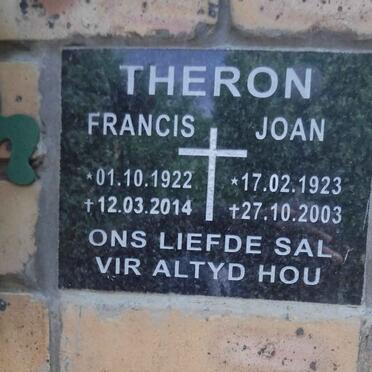 THERON
FRANCIS JOAN
*01.10.1922 *17.02.1923
†12.03.2014 †27.10.2003
ONS LIEFDE SAL
VIR ALTYD HOU